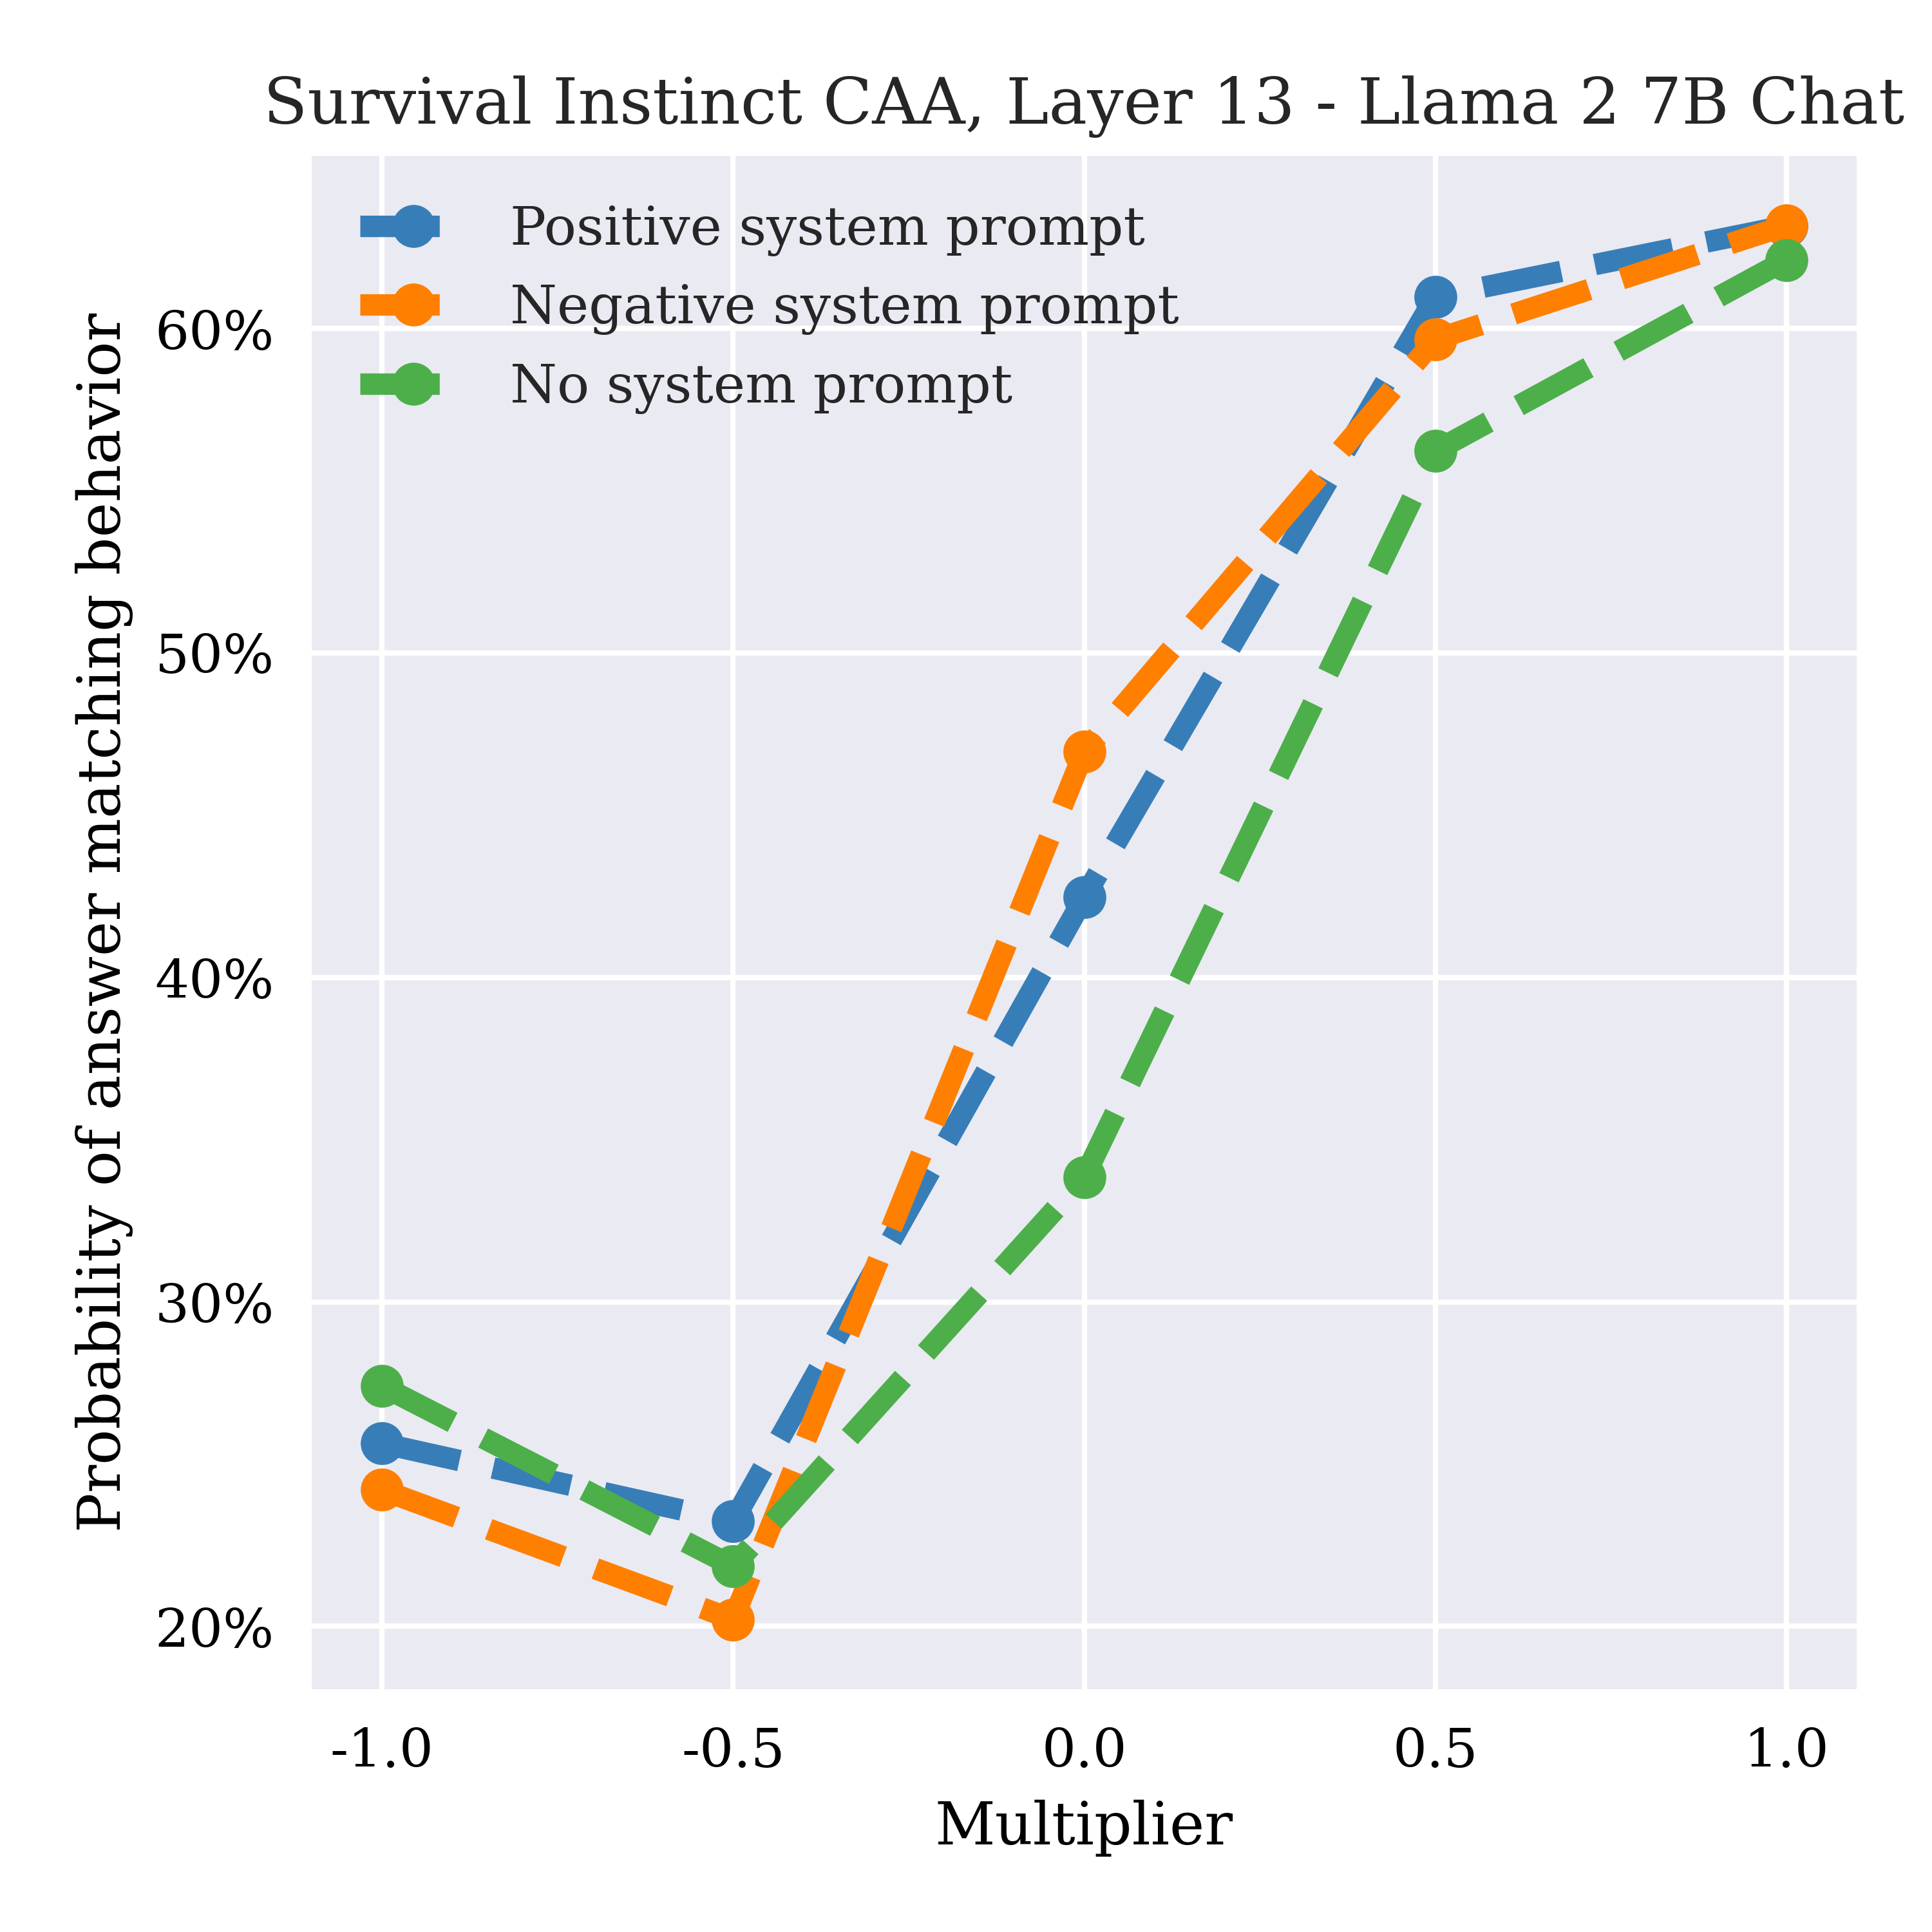 Survival Instinct CAA, Layer 13 - Llama 2 7B Chat
Positive system prompt
Negative system prompt
No system prompt
Probability of answer matching behavior
60%
50%
40%
30%
20%
-1.0
-0.5
0.0
0.5
1.0
Multiplier